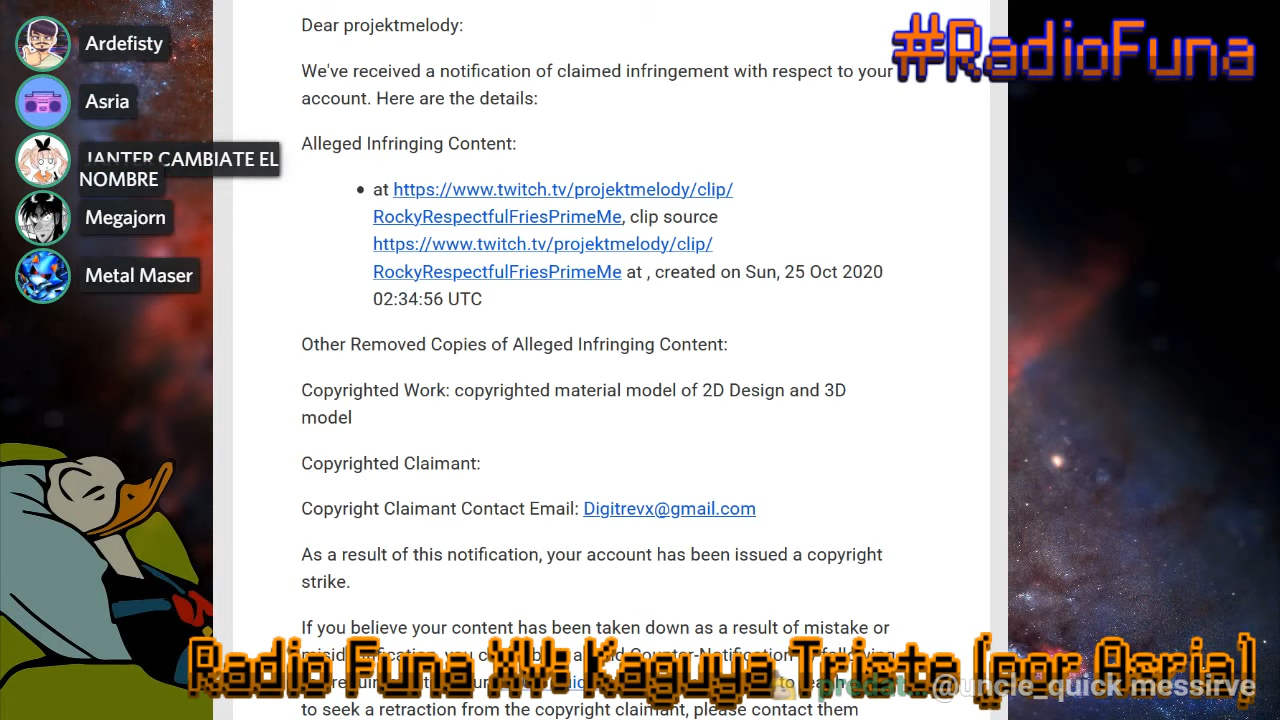 Ardefisty
Asria
JANTER CAMBIATE EL
NOMBRE
Megajorn
Metal Maser
#RadioFuna
Dear projektmelody:
We've received a notification of claimed infringement with respect to your
account. Here are the details:
Alleged Infringing Content:
• at https://www.twitch.tv/projektmelody/clip/
RockyRespectfulFriesPrimeMe, clip source
https://www.twitch.tv/projektmelody/clip/
RockyRespectfulFriesPrimeMe at , created on Sun, 25 Oct 2020
02:34:56 UTC
Other Removed Copies of Alleged Infringing Content:
Copyrighted Work: copyrighted material model of 2D Design and 3D
model
Copyrighted Claimant:
Copyright Claimant Contact Email: Digitrevx@gmail.com
As a result of this notification, your account has been issued a copyright
strike.
If you believe your content has been taken down as a result of mistake or
Radio Funa XV: Kaguya Triste (por Asria)
predat... @uncle_quick messirve
to seek a retraction from the copyright claimant, please contact them